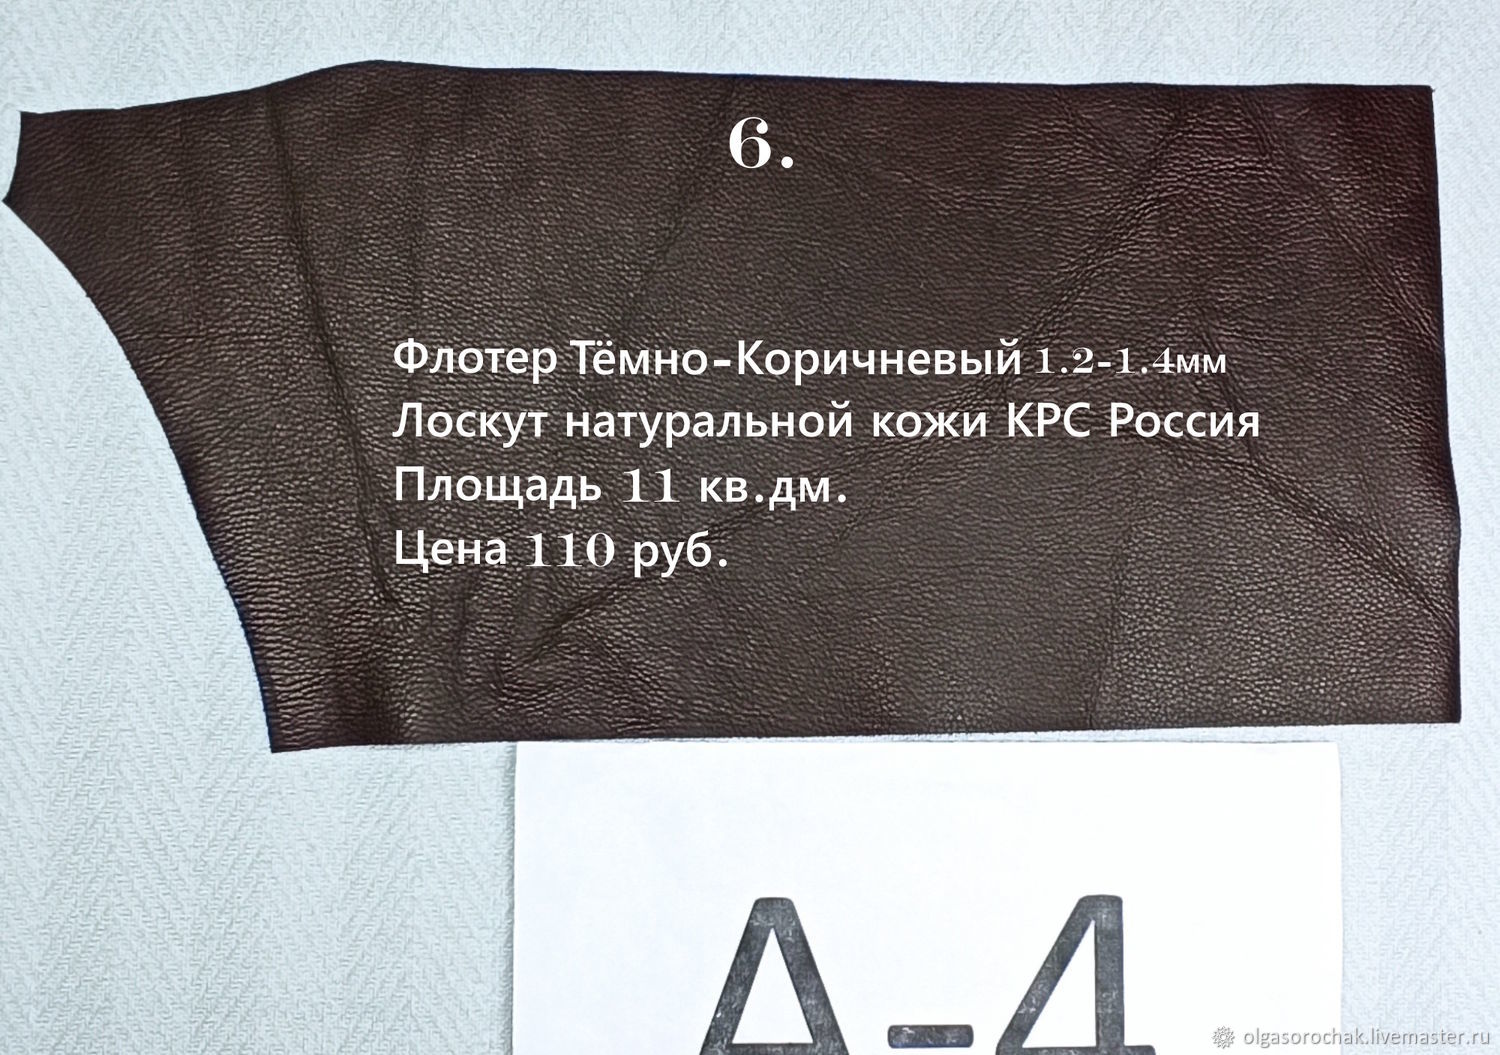 6.
Флотер Тёмно-Коричневый 1.2-1.4мм
Лоскут натуральной кожи КРС Россия
Площадь 11 кв.дм.
Цена 110 руб.
А-4
olgasorochak.livemaster.ru